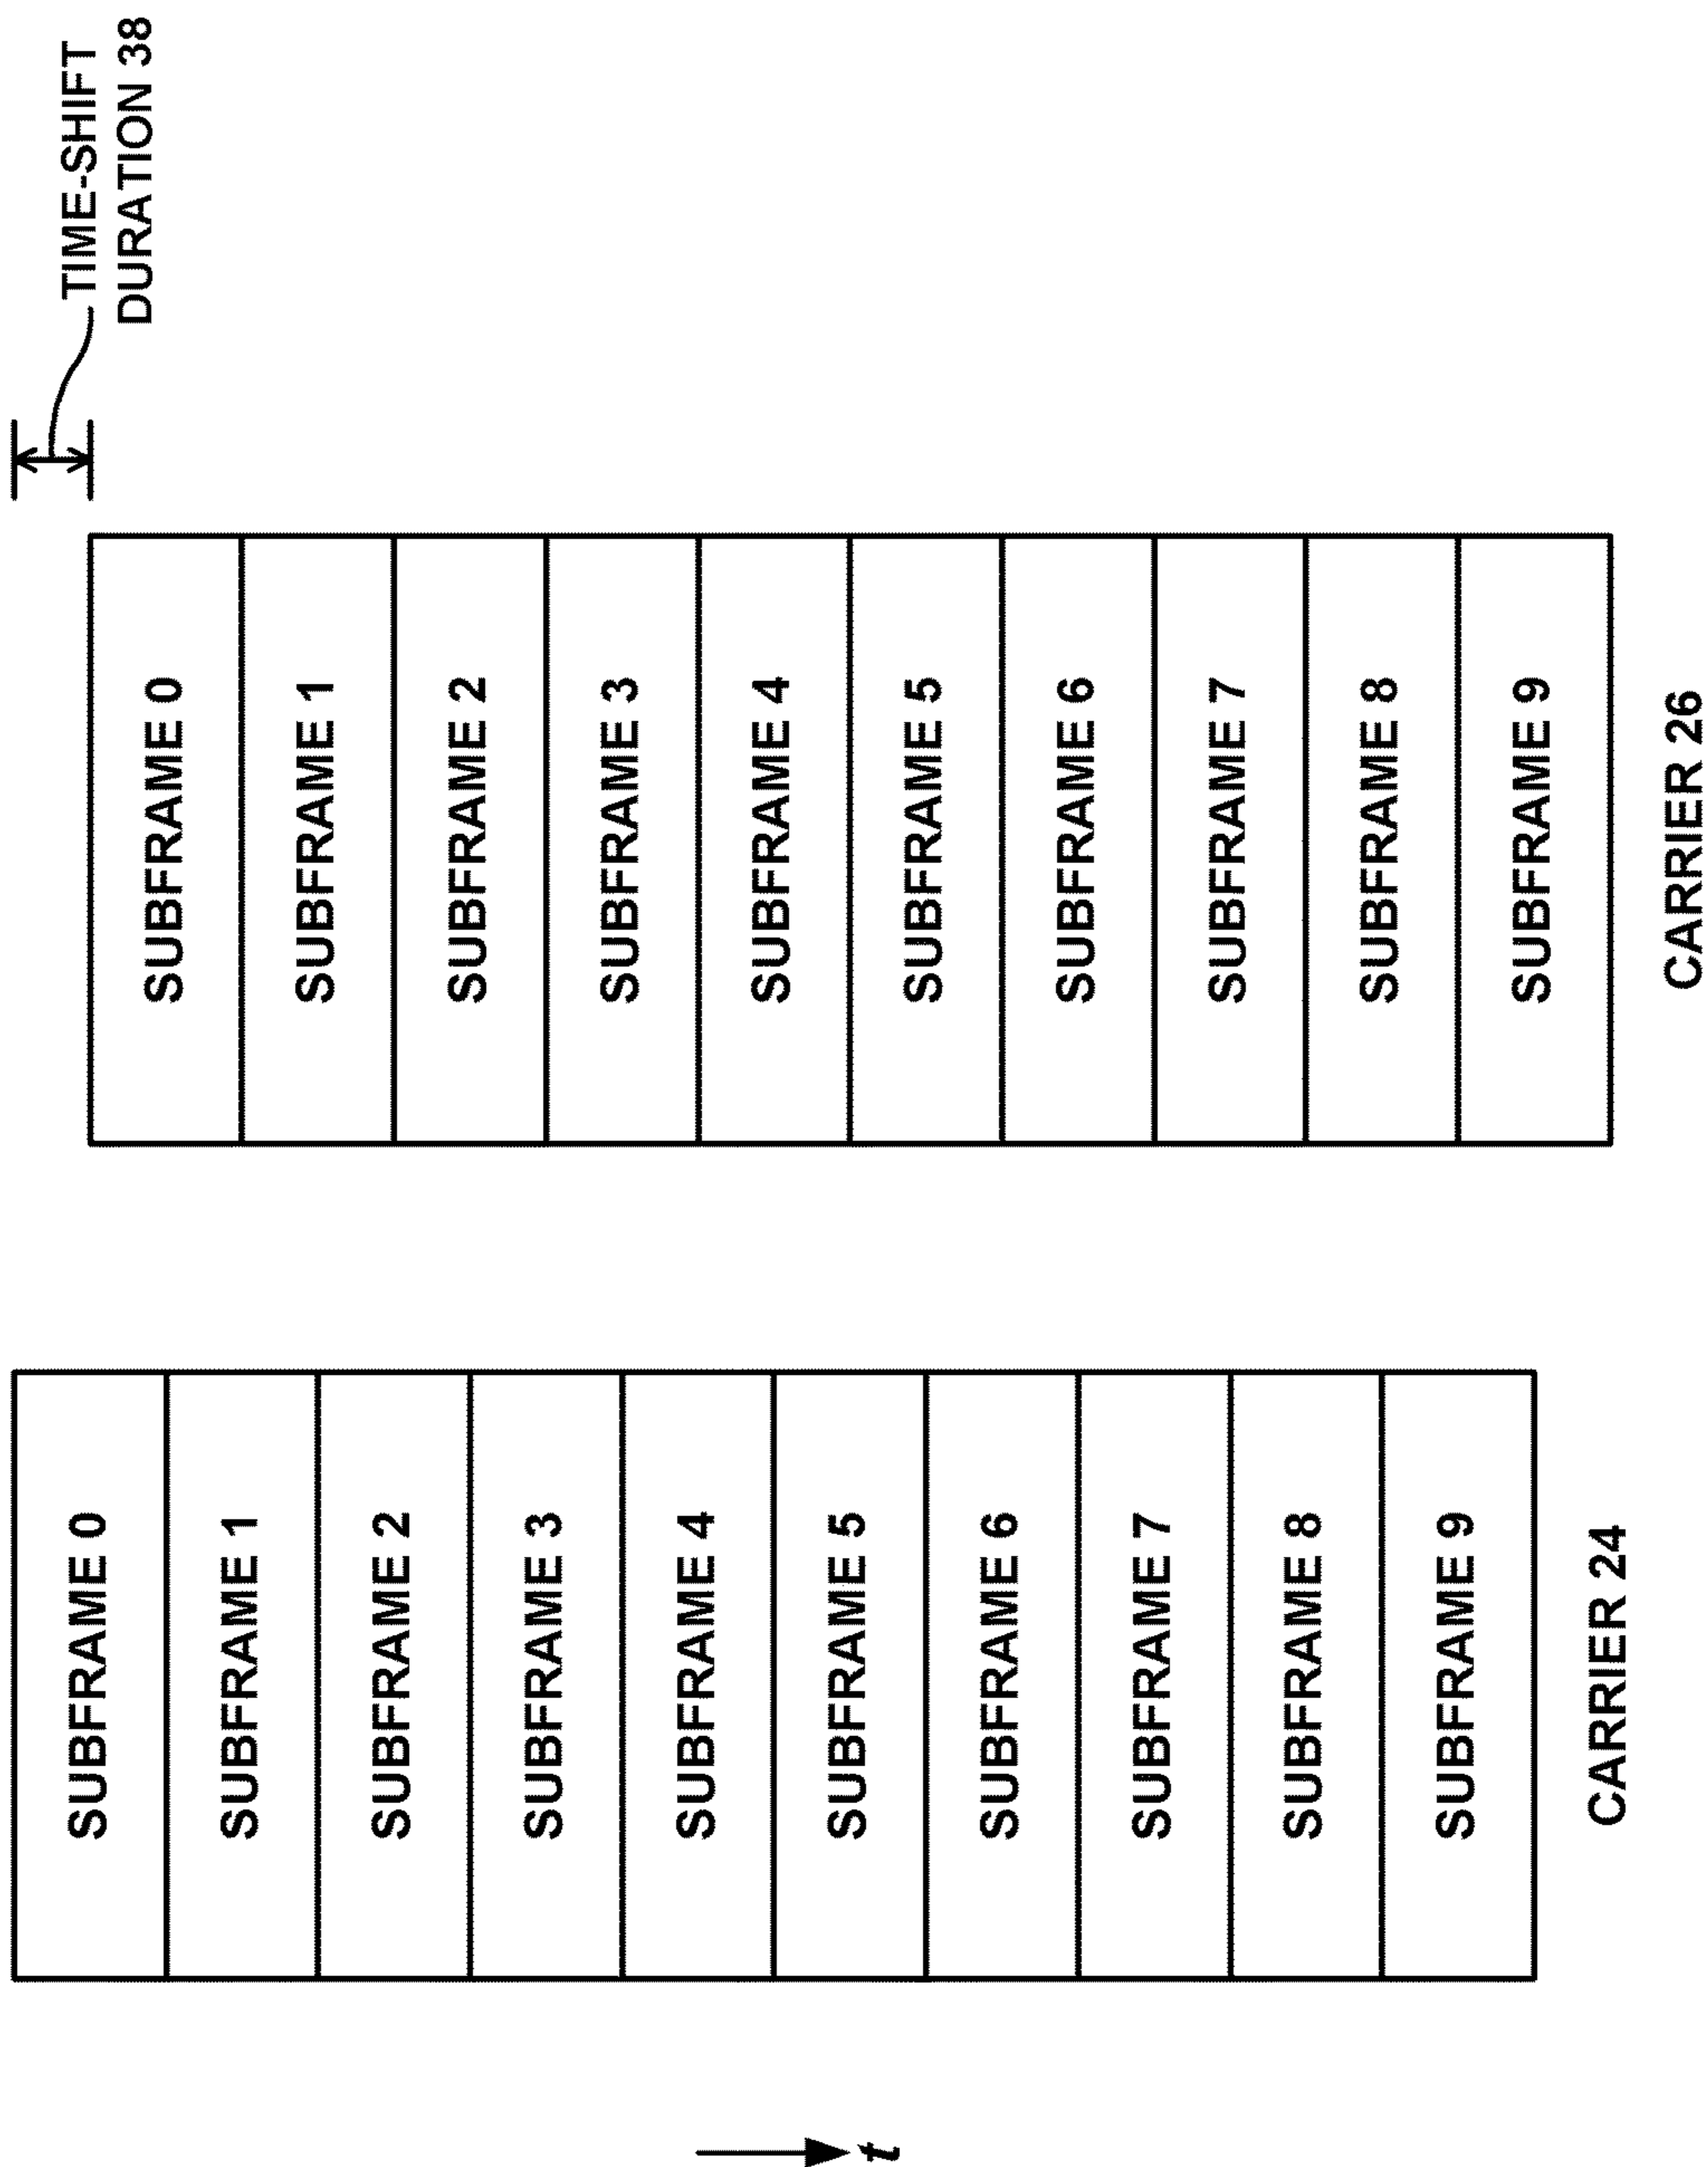 TIME-SHIFT
DURATION 38
SUBFRAME 0
SUBFRAME 1
SUBFRAME 2
SUBFRAME 3
SUBFRAME 4
SUBFRAME 5
SUBFRAME 6
SUBFRAME 7
SUBFRAME 8
SUBFRAME 9
CARRIER 24
SUBFRAME 0
SUBFRAME 1
SUBFRAME 2
SUBFRAME 3
SUBFRAME 4
SUBFRAME 5
SUBFRAME 6
SUBFRAME 7
SUBFRAME 8
SUBFRAME 9
CARRIER 26
t